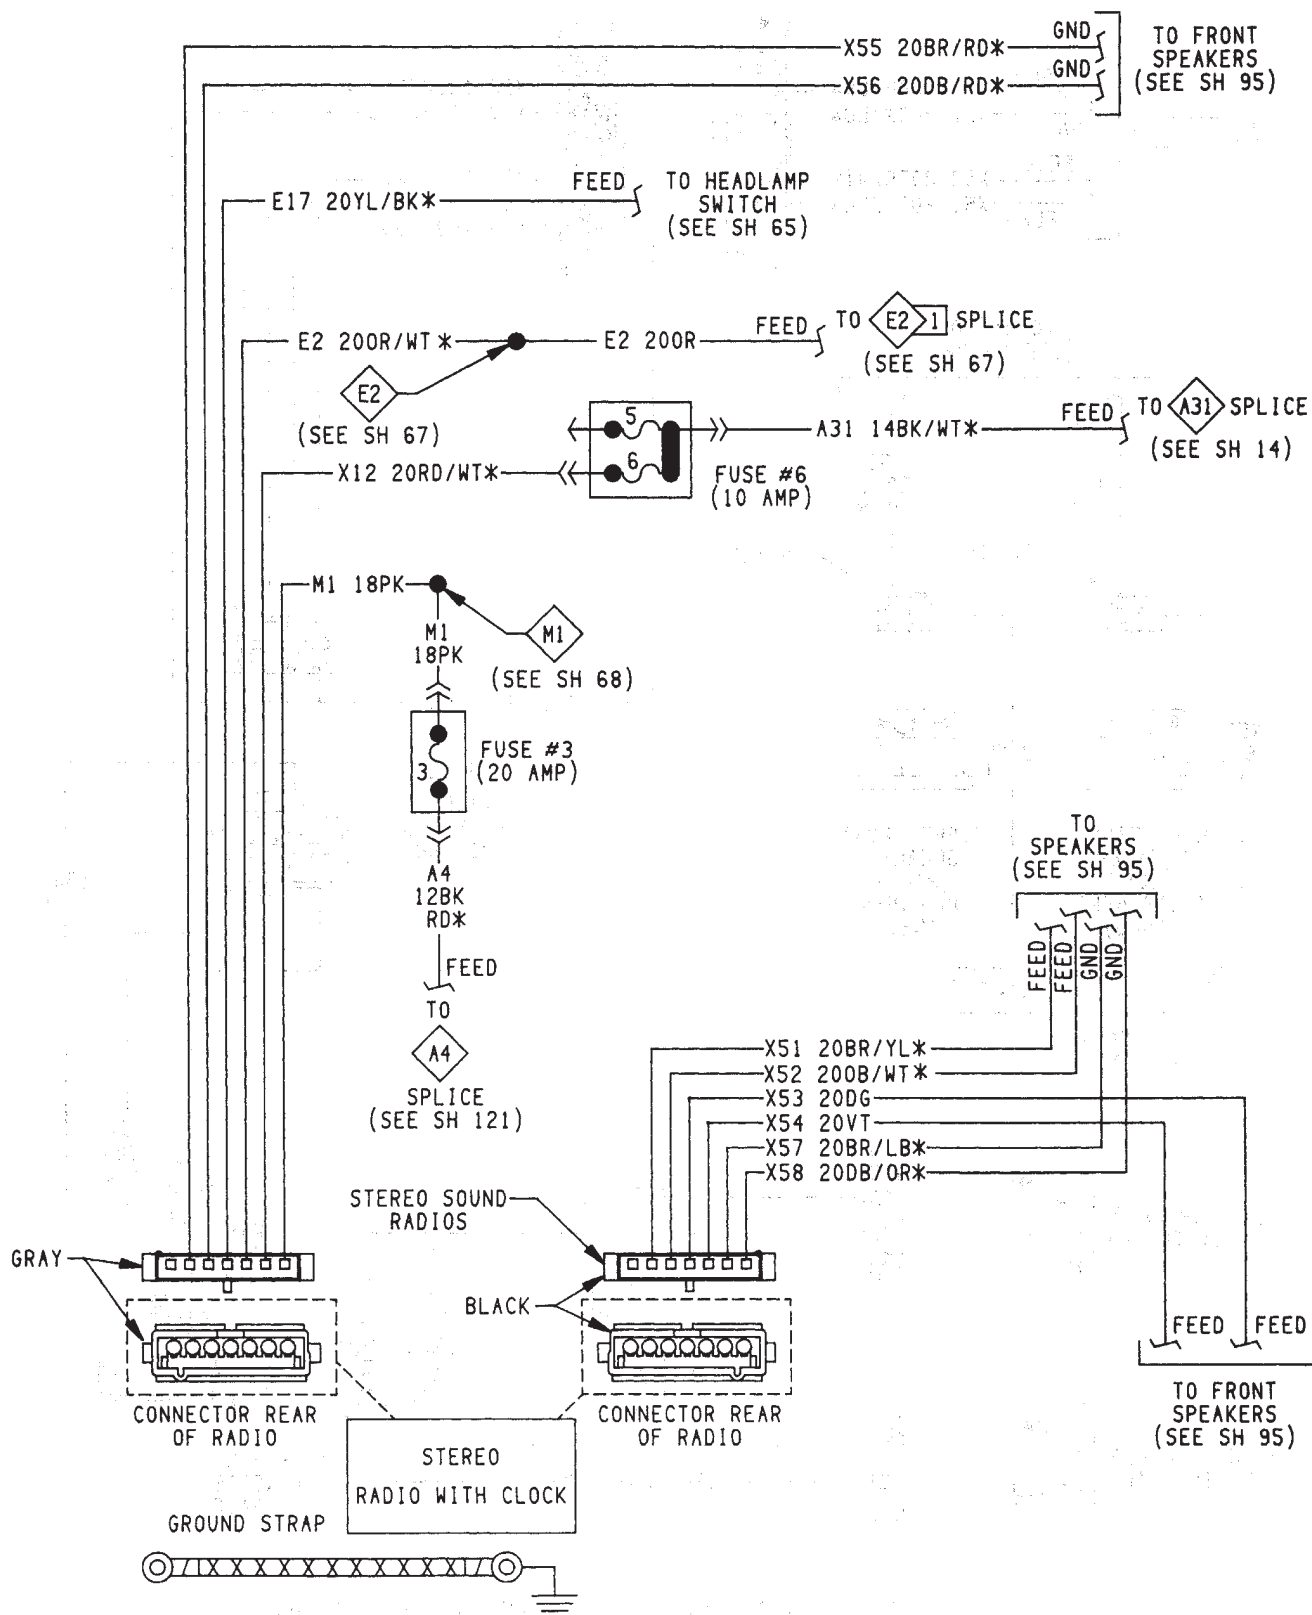 X55 20BR/RD*
GND
TO FRONT
SPEAKERS
(SEE SH 95)
X56 20DB/RD*
GND
E17 20YL/BK*
FEED
TO HEADLAMP
SWITCH
(SEE SH 65)
E2 20OR/WT *
E2 20OR
FEED
TO E2 1 SPLICE
(SEE SH 67)
E2
(SEE SH 67)
5
6
A31 14BK/WT*
FEED
TO A31 SPLICE
(SEE SH 14)
X12 20RD/WT*
FUSE #6
(10 AMP)
M1 18PK
M1
18PK
M1
(SEE SH 68)
3
FUSE #3
(20 AMP)
A4
12BK
RD*
FEED
TO
A4
SPLICE
(SEE SH 121)
TO
SPEAKERS
(SEE SH 95)
FEED
FEED
GND
GND
X51 20BR/YL*
X52 20OB/WT*
X53 20DG
X54 20VT
X57 20BR/LB*
X58 20DB/OR*
STEREO SOUND
RADIOS
GRAY
BLACK
FEED
FEED
TO FRONT
SPEAKERS
(SEE SH 95)
CONNECTOR REAR
OF RADIO
CONNECTOR REAR
OF RADIO
STEREO
RADIO WITH CLOCK
GROUND STRAP